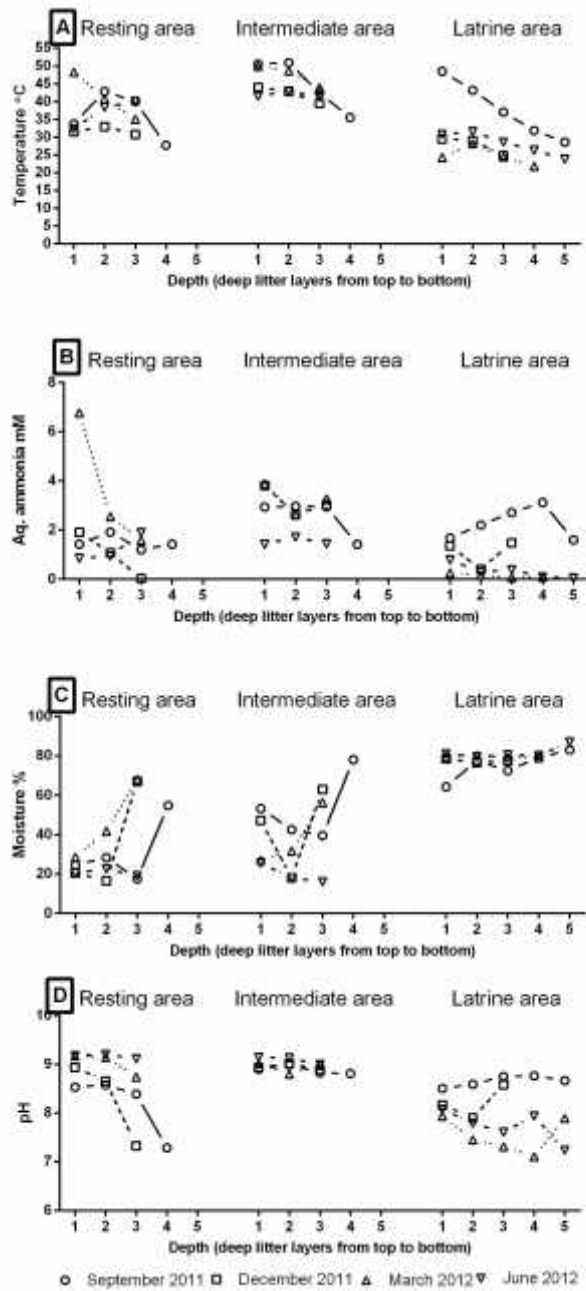 A Resting area Intermediate area Latrine area
Temperature °C
55
50
45
40
35
30
25
20
15
10
5
0
1 2 3 4 5 1 2 3 4 5 1 2 3 4 5
Depth (deep litter layers from top to bottom)
B Resting area Intermediate area Latrine area
Aq. ammonia mM
8
6
4
2
0
1 2 3 4 5 1 2 3 4 5 1 2 3 4 5
Depth (deep litter layers from top to bottom)
C Resting area Intermediate area Latrine area
Moisture %
100
80
60
40
20
0
1 2 3 4 5 1 2 3 4 5 1 2 3 4 5
Depth (deep litter layers from top to bottom)
D Resting area Intermediate area Latrine area
pH
10
9
8
7
6
1 2 3 4 5 1 2 3 4 5 1 2 3 4 5
Depth (deep litter layers from top to bottom)
September 2011 December 2011 March 2012 June 2012